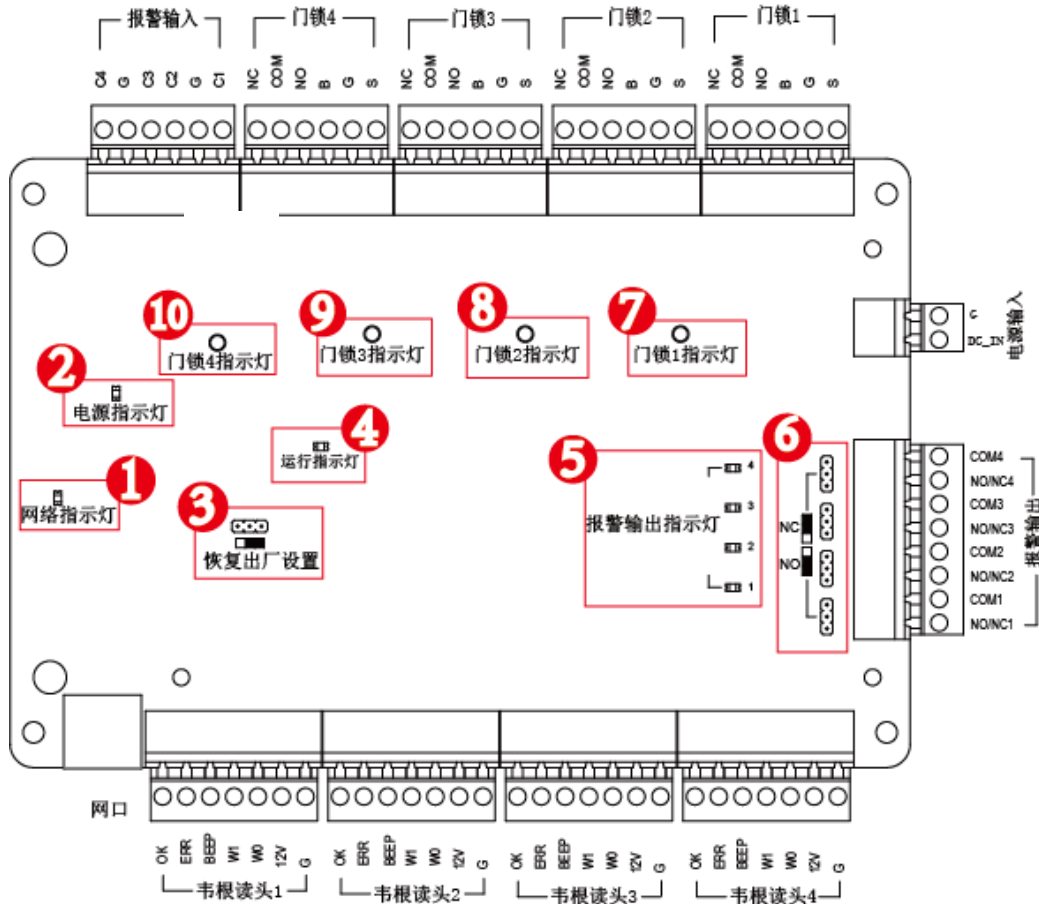 报警输入 门锁4 门锁3 门锁2 门锁1
C4 G C3 C2 G C1 NC COM NO B G S NC COM NO B G S NC COM NO B G S NC COM NO B G S
10 9 8 7
门锁4指示灯 门锁3指示灯 门锁2指示灯 门锁1指示灯
G
DC_IN
电源输入
2
电源指示灯
4
运行指示灯
1
网络指示灯
3
恢复出厂设置
5
报警输出指示灯
4
3
2
1
6
NC
NO
COM4
NO/NC4
COM3
NO/NC3
COM2
NO/NC2
COM1
NO/NC1
报警输出
网口
OK ERR BEEP W1 W0 12V G OK ERR BEEP W1 W0 12V G OK ERR BEEP W1 W0 12V G OK ERR BEEP W1 W0 12V G
韦根读头1 韦根读头2 韦根读头3 韦根读头4